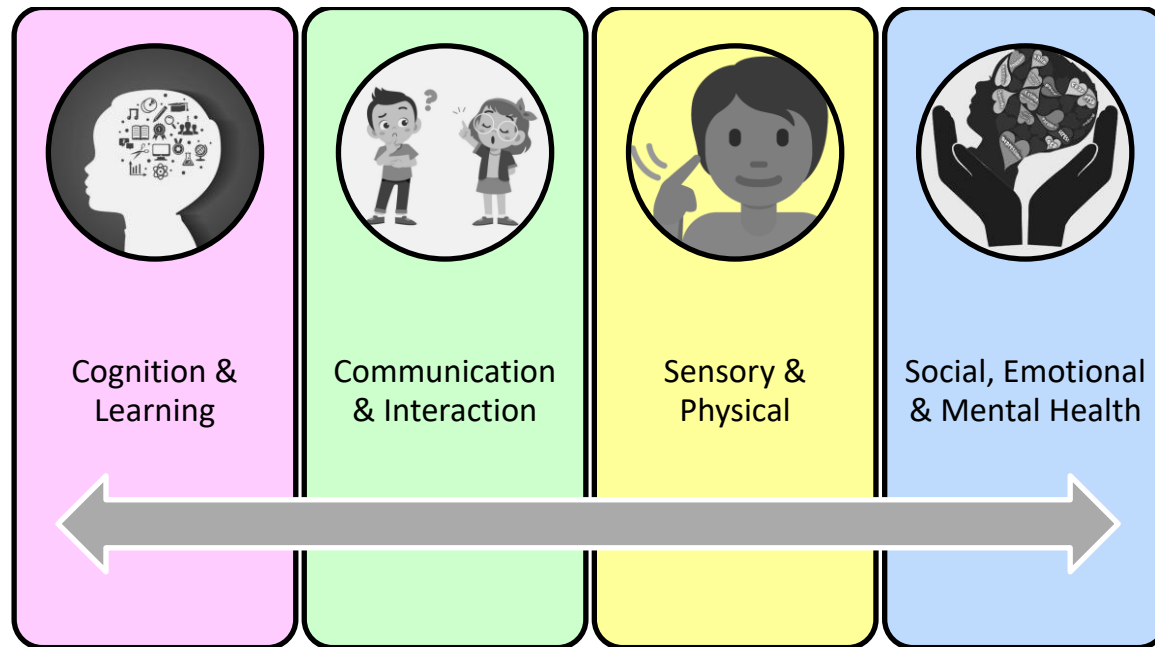 Cognition &
Learning
Communication
& Interaction
Sensory &
Physical
Social, Emotional
& Mental Health